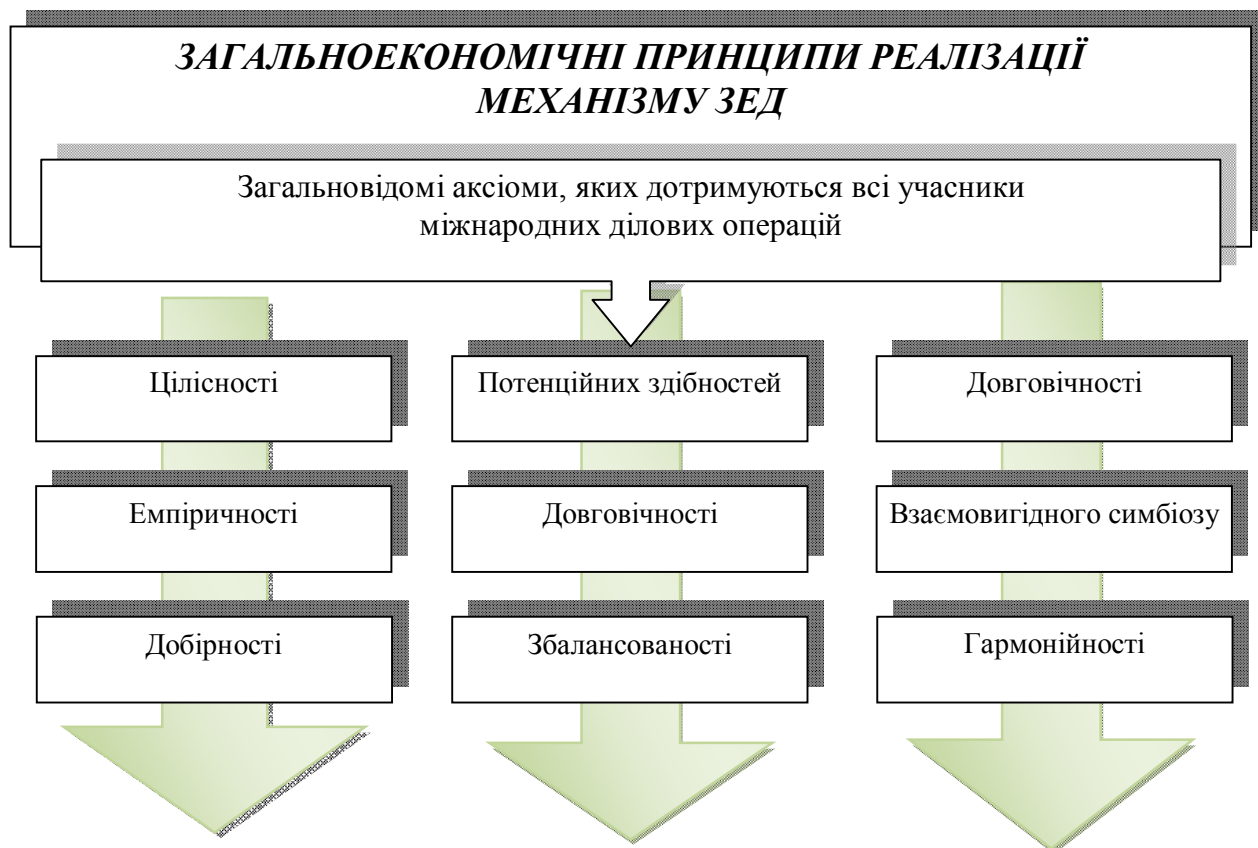 ЗАГАЛЬНОЕКОНОМІЧНІ ПРИНЦИПИ РЕАЛІЗАЦІЇ
МЕХАНІЗМУ ЗЕД
Загальновідомі аксіоми, яких дотримуються всі учасники
міжнародних ділових операцій
Цілісності
Потенційних здібностей
Довговічності
Емпіричності
Довговічності
Взаємовигідного симбіозу
Добірності
Збалансованості
Гармонійності